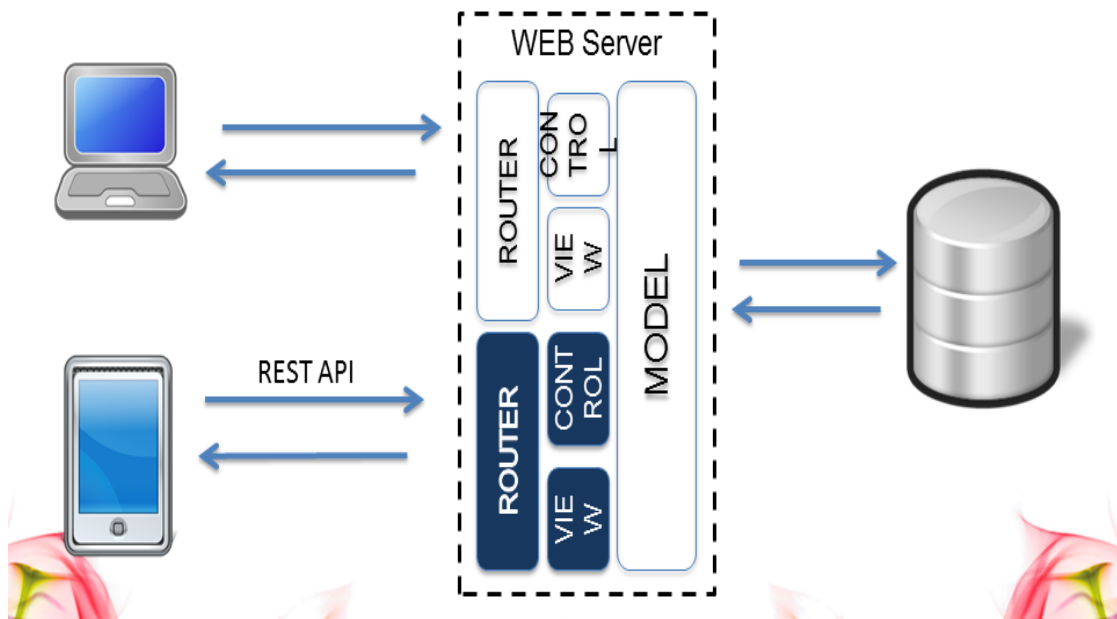 WEB Server
ROUTER
CON
TRO
L
VIE
W
MODEL
REST API
ROUTER
CONT
ROL
VIE
W